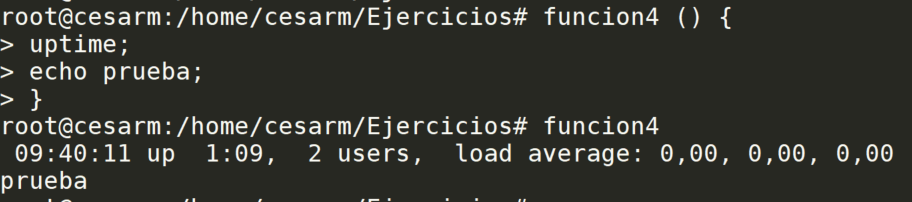 root@cesarm:/home/cesarm/Ejercicios# funcion4 () {
> uptime;
> echo prueba;
> }
root@cesarm:/home/cesarm/Ejercicios# funcion4
 09:40:11 up  1:09,  2 users,  load average: 0,00, 0,00, 0,00
prueba